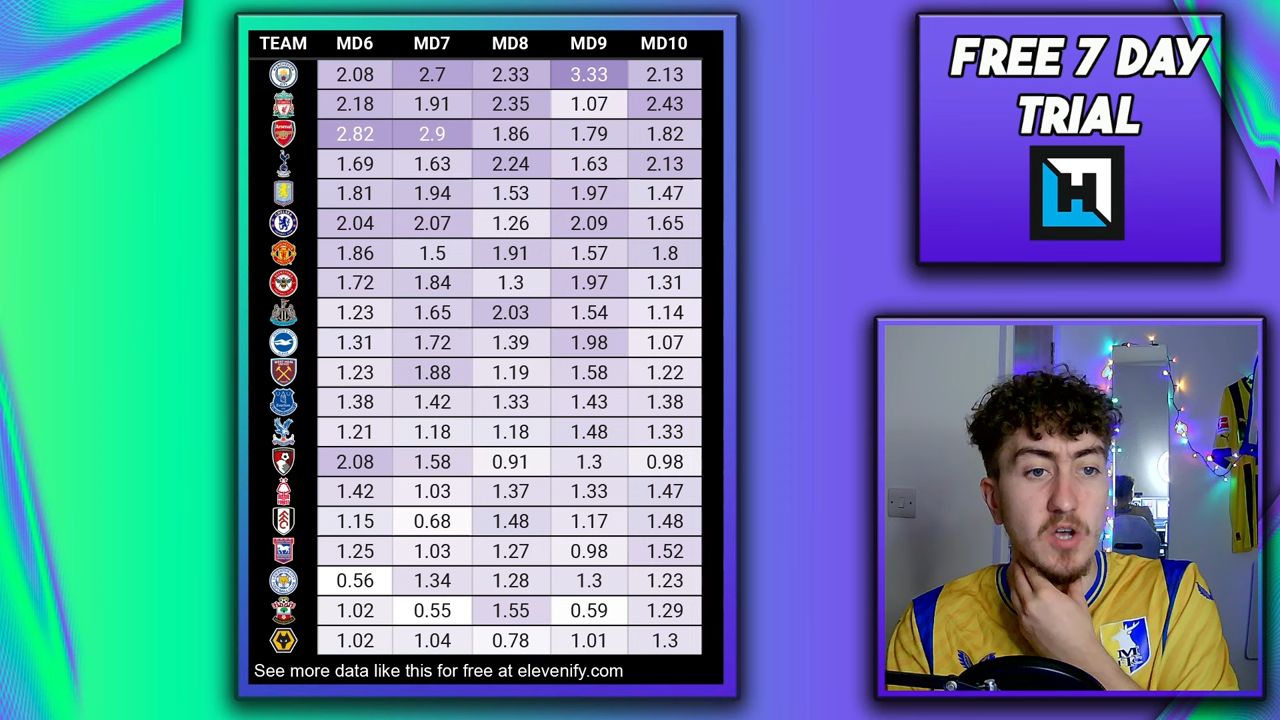 TEAM MD6 MD7 MD8 MD9 MD10
2.08 2.7 2.33 3.33 2.13
2.18 1.91 2.35 1.07 2.43
Arsenal 2.82 2.9 1.86 1.79 1.82
1.69 1.63 2.24 1.63 2.13
1.81 1.94 1.53 1.97 1.47
2.04 2.07 1.26 2.09 1.65
1.86 1.5 1.91 1.57 1.8
1.72 1.84 1.3 1.97 1.31
1.23 1.65 2.03 1.54 1.14
1.31 1.72 1.39 1.98 1.07
1.23 1.88 1.19 1.58 1.22
1.38 1.42 1.33 1.43 1.38
1.21 1.18 1.18 1.48 1.33
2.08 1.58 0.91 1.3 0.98
1.42 1.03 1.37 1.33 1.47
1.15 0.68 1.48 1.17 1.48
1.25 1.03 1.27 0.98 1.52
0.56 1.34 1.28 1.3 1.23
1.02 0.55 1.55 0.59 1.29
1.02 1.04 0.78 1.01 1.3
See more data like this for free at elevenify.com
FREE 7 DAY
TRIAL
H